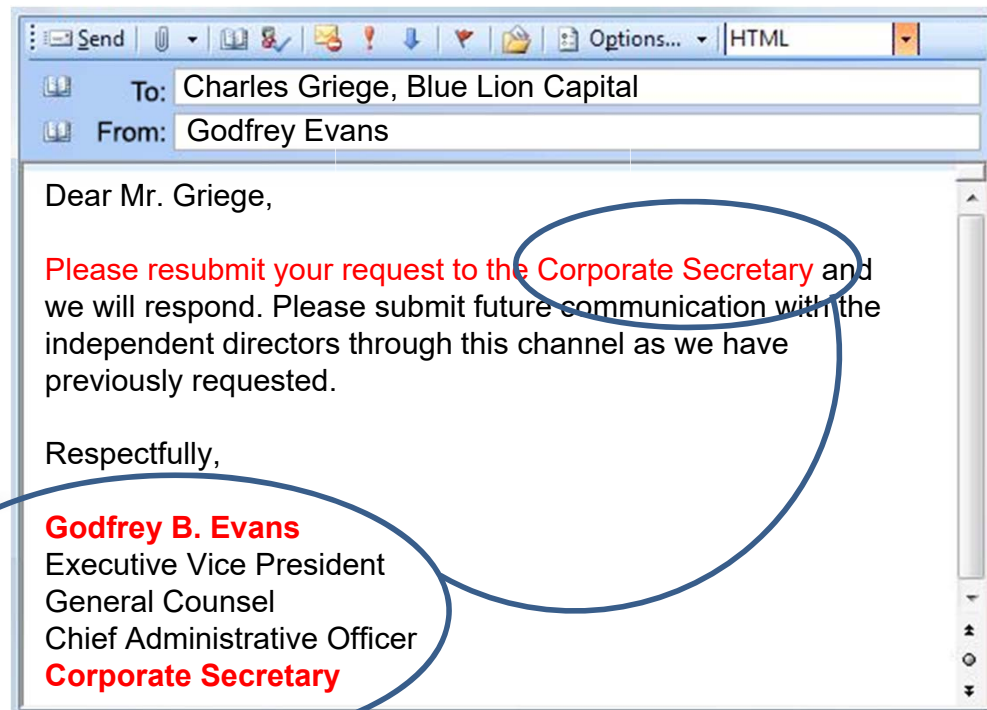 Send Options... HTML
To: Charles Griege, Blue Lion Capital
From: Godfrey Evans
Dear Mr. Griege,
Please resubmit your request to the Corporate Secretary and
we will respond. Please submit future communication with the
independent directors through this channel as we have
previously requested.
Respectfully,
Godfrey B. Evans
Executive Vice President
General Counsel
Chief Administrative Officer
Corporate Secretary